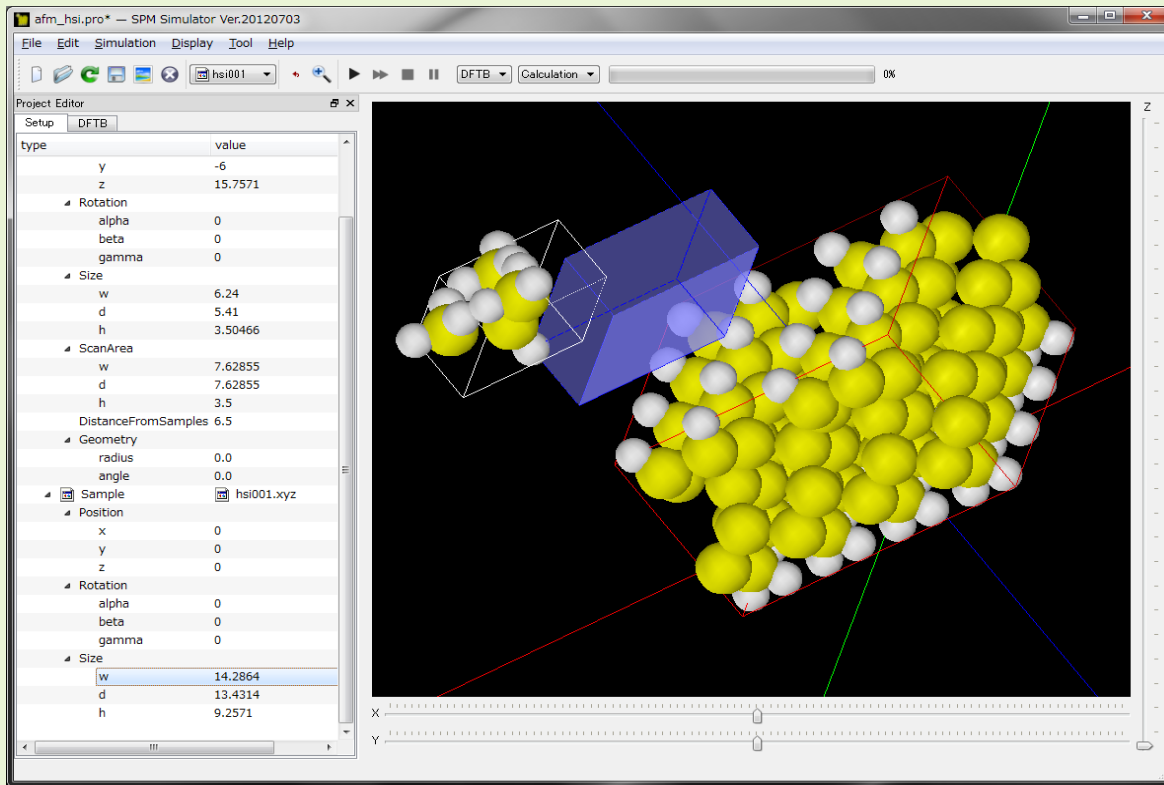 afm_hsi.pro* — SPM Simulator Ver.20120703
File Edit Simulation Display Tool Help
hsi001 DFTB Calculation 0%
Project Editor
Setup DFTB
type value
y -6
z 15.7571
Rotation
alpha 0
beta 0
gamma 0
Size
w 6.24
d 5.41
h 3.50466
ScanArea
w 7.62855
d 7.62855
h 3.5
DistanceFromSamples 6.5
Geometry
radius 0.0
angle 0.0
Sample hsi001.xyz
Position
x 0
y 0
z 0
Rotation
alpha 0
beta 0
gamma 0
Size
w 14.2864
d 13.4314
h 9.2571
Z
X
Y